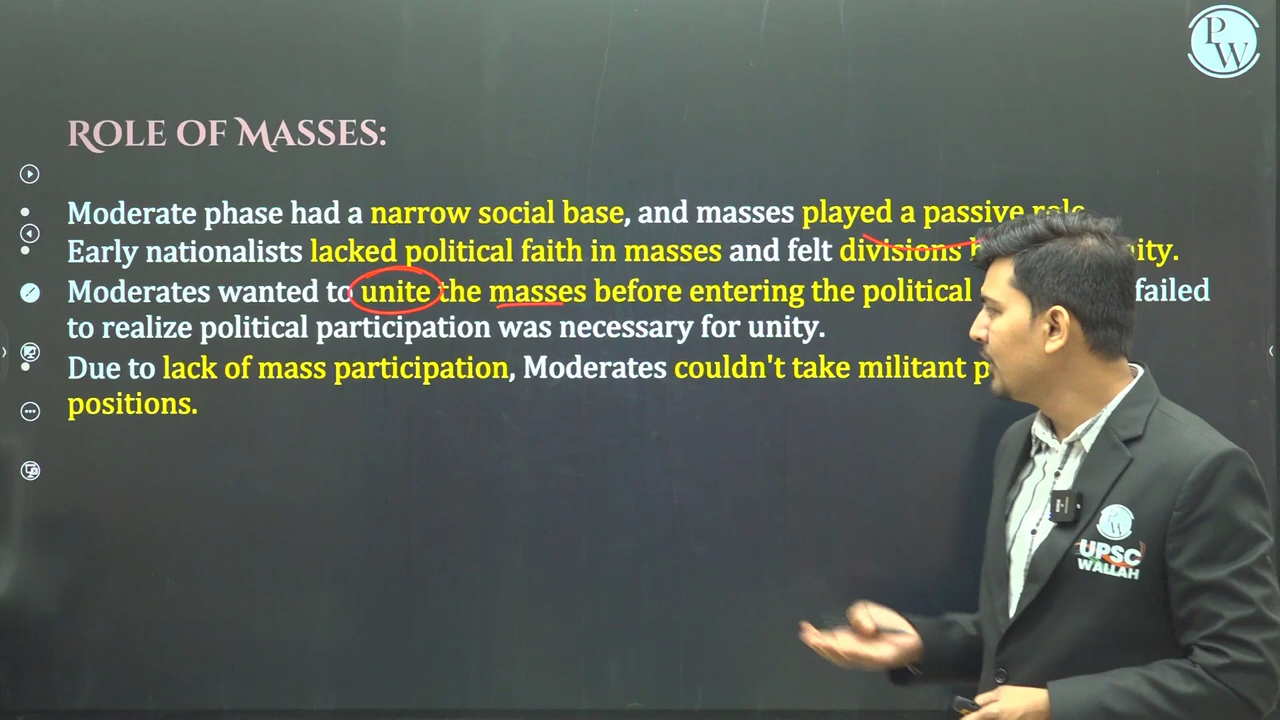 PW
ROLE OF MASSES:
Moderate phase had a narrow social base, and masses played a passive role
Early nationalists lacked political faith in masses and felt divisions
Moderates wanted to unite the masses before entering the political failed
to realize political participation was necessary for unity.
Due to lack of mass participation, Moderates couldn't take militant
positions.
PW
UPSC
WALLAH